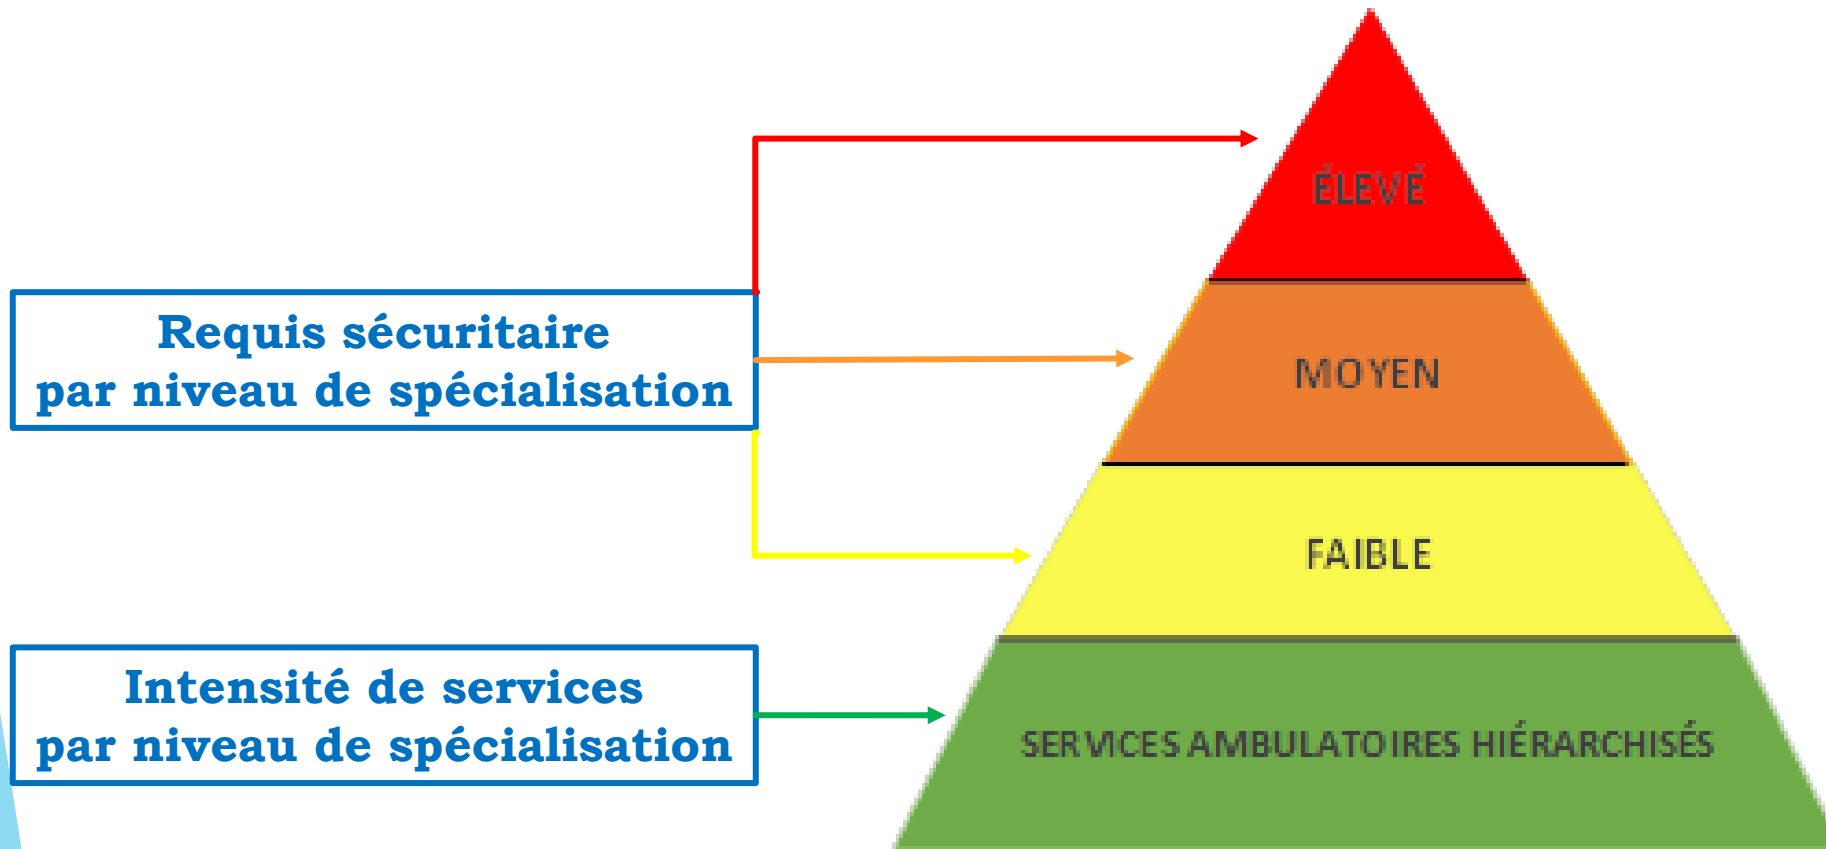 ÉLEVÉ
Requis sécuritaire
par niveau de spécialisation
MOYEN
FAIBLE
Intensité de services
par niveau de spécialisation
SERVICES AMBULATOIRES HIÉRARCHISÉS